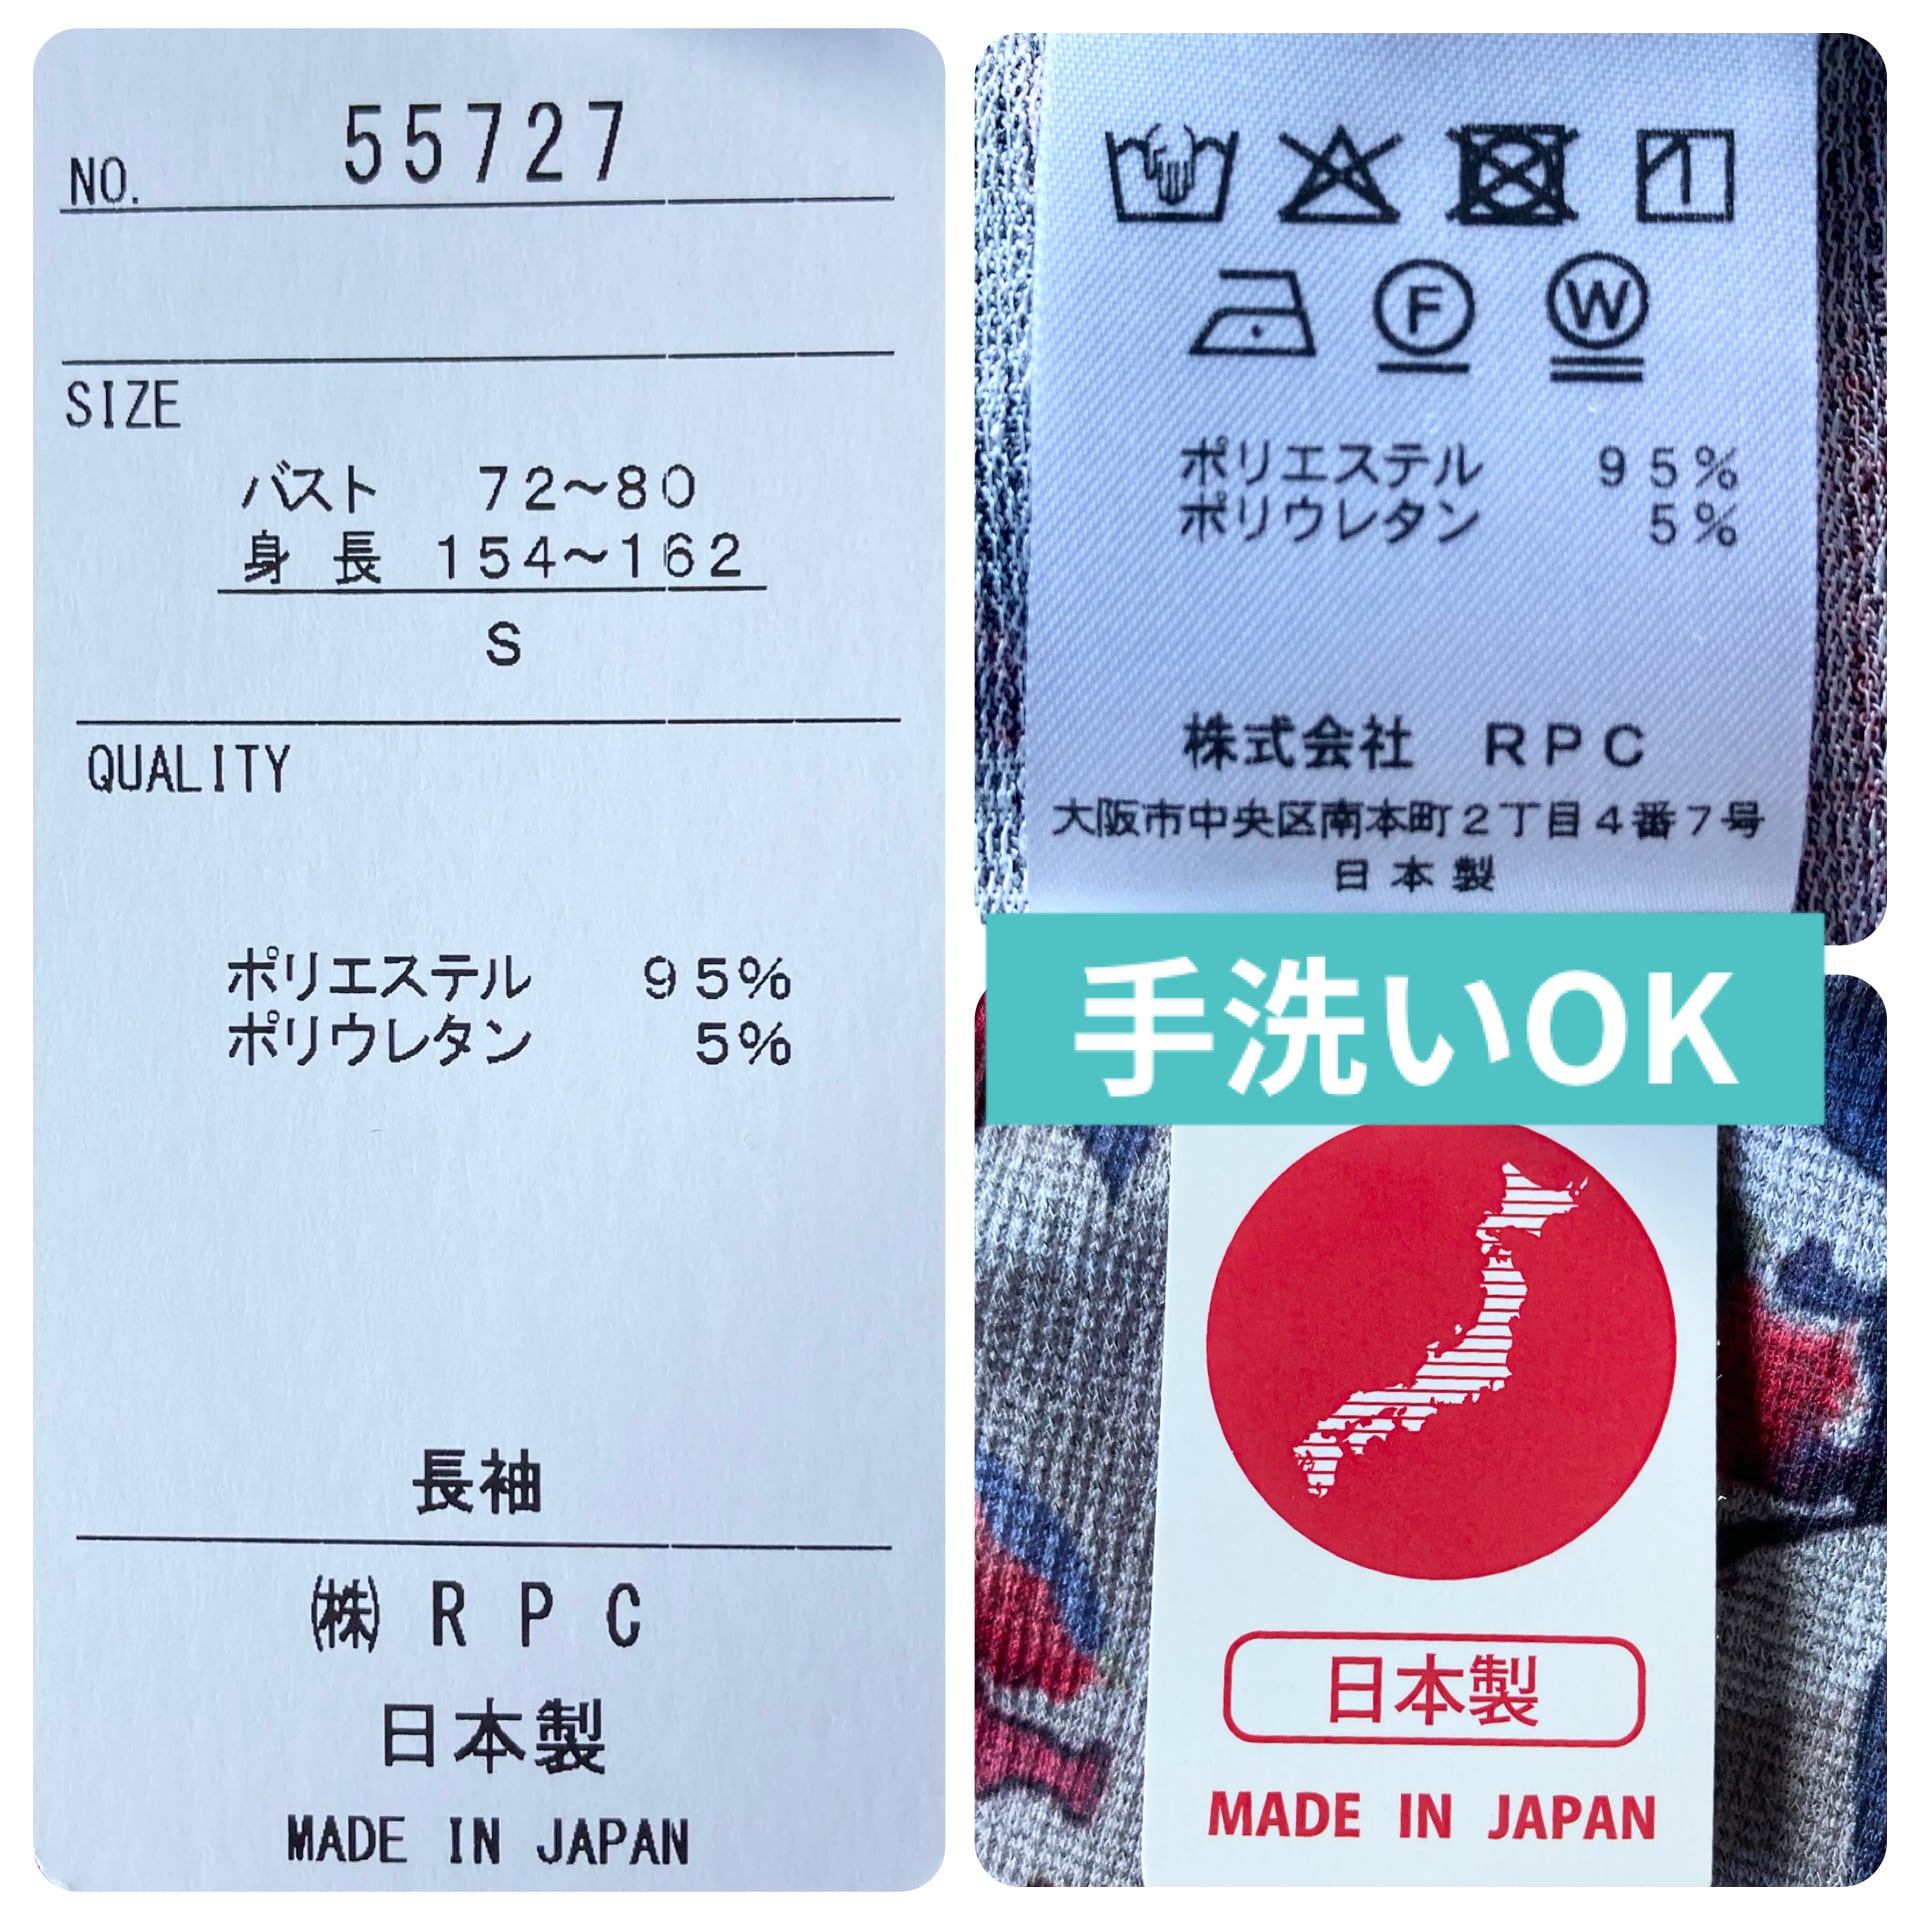 NO. 55727
SIZE
バスト 72~80
身長 154~162
S
QUALITY
ポリエステル 95%
ポリウレタン 5%
長袖
㈱ RPC
日本製
MADE IN JAPAN
F W
ポリエステル 95%
ポリウレタン 5%
株式会社 RPC
大阪市中央区南本町2丁目4番7号
日本製
手洗いOK
日本製
MADE IN JAPAN